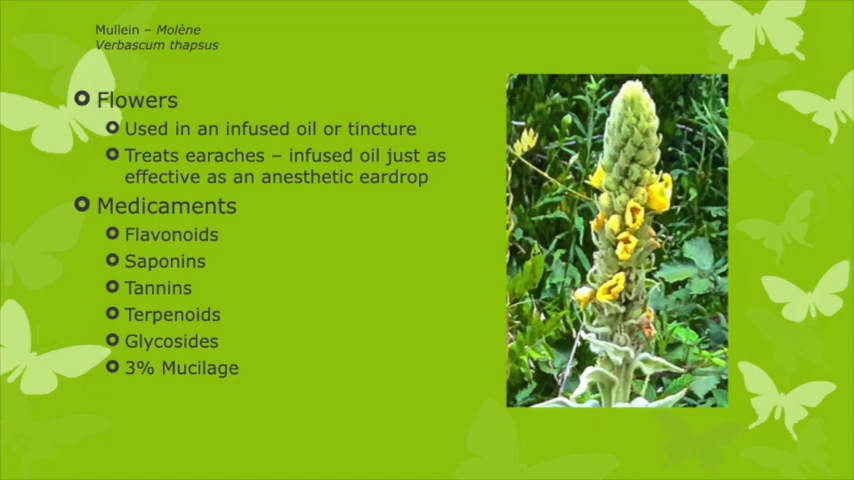 Mullein – Molène
Verbascum thapsus
Flowers
Used in an infused oil or tincture
Treats earaches – infused oil just as
effective as an anesthetic eardrop
Medicaments
Flavonoids
Saponins
Tannins
Terpenoids
Glycosides
3% Mucilage